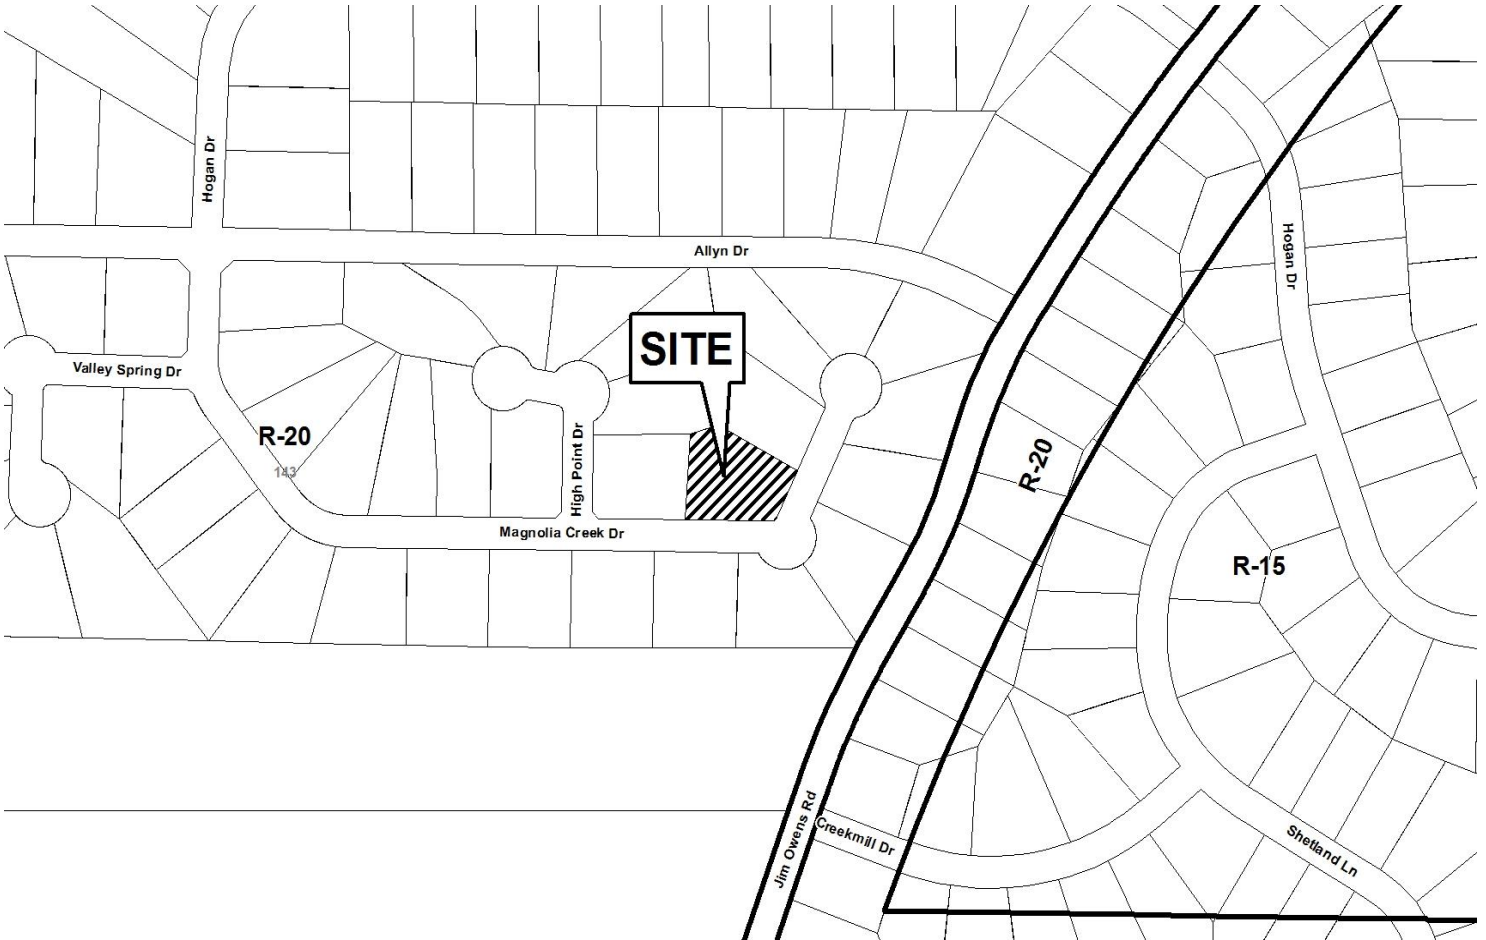 Hogan Dr
Allyn Dr
Hogan Dr
SITE
Valley Spring Dr
R-20
143
High Point Dr
R-20
Magnolia Creek Dr
R-15
Jim Owens Rd
Creekmill Dr
Shetland Ln